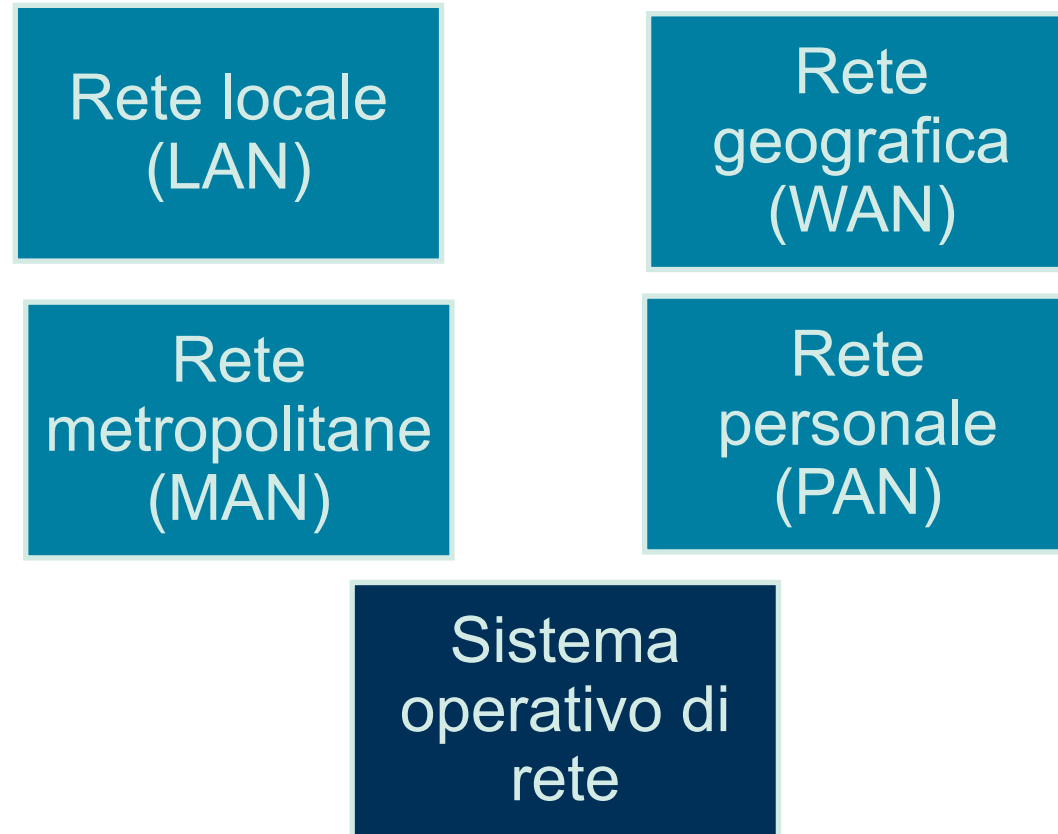 Rete locale
(LAN)
Rete
geografica
(WAN)
Rete
metropolitane
(MAN)
Rete
personale
(PAN)
Sistema
operativo di
rete